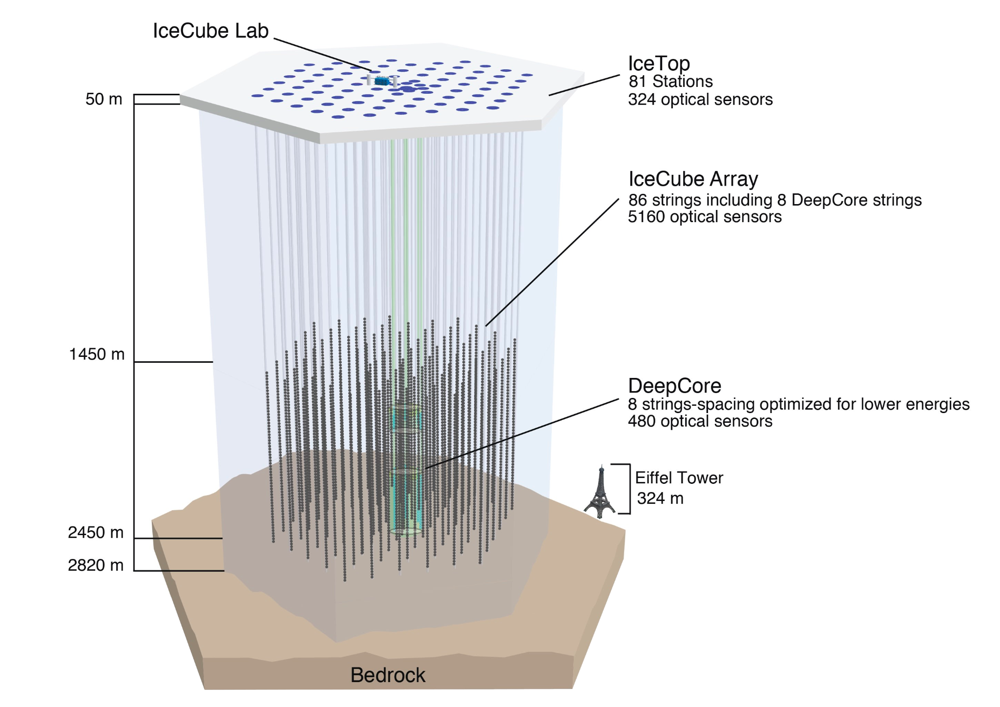 IceCube Lab
IceTop
81 Stations
324 optical sensors
50 m
IceCube Array
86 strings including 8 DeepCore strings
5160 optical sensors
1450 m
DeepCore
8 strings-spacing optimized for lower energies
480 optical sensors
Eiffel Tower
324 m
2450 m
2820 m
Bedrock